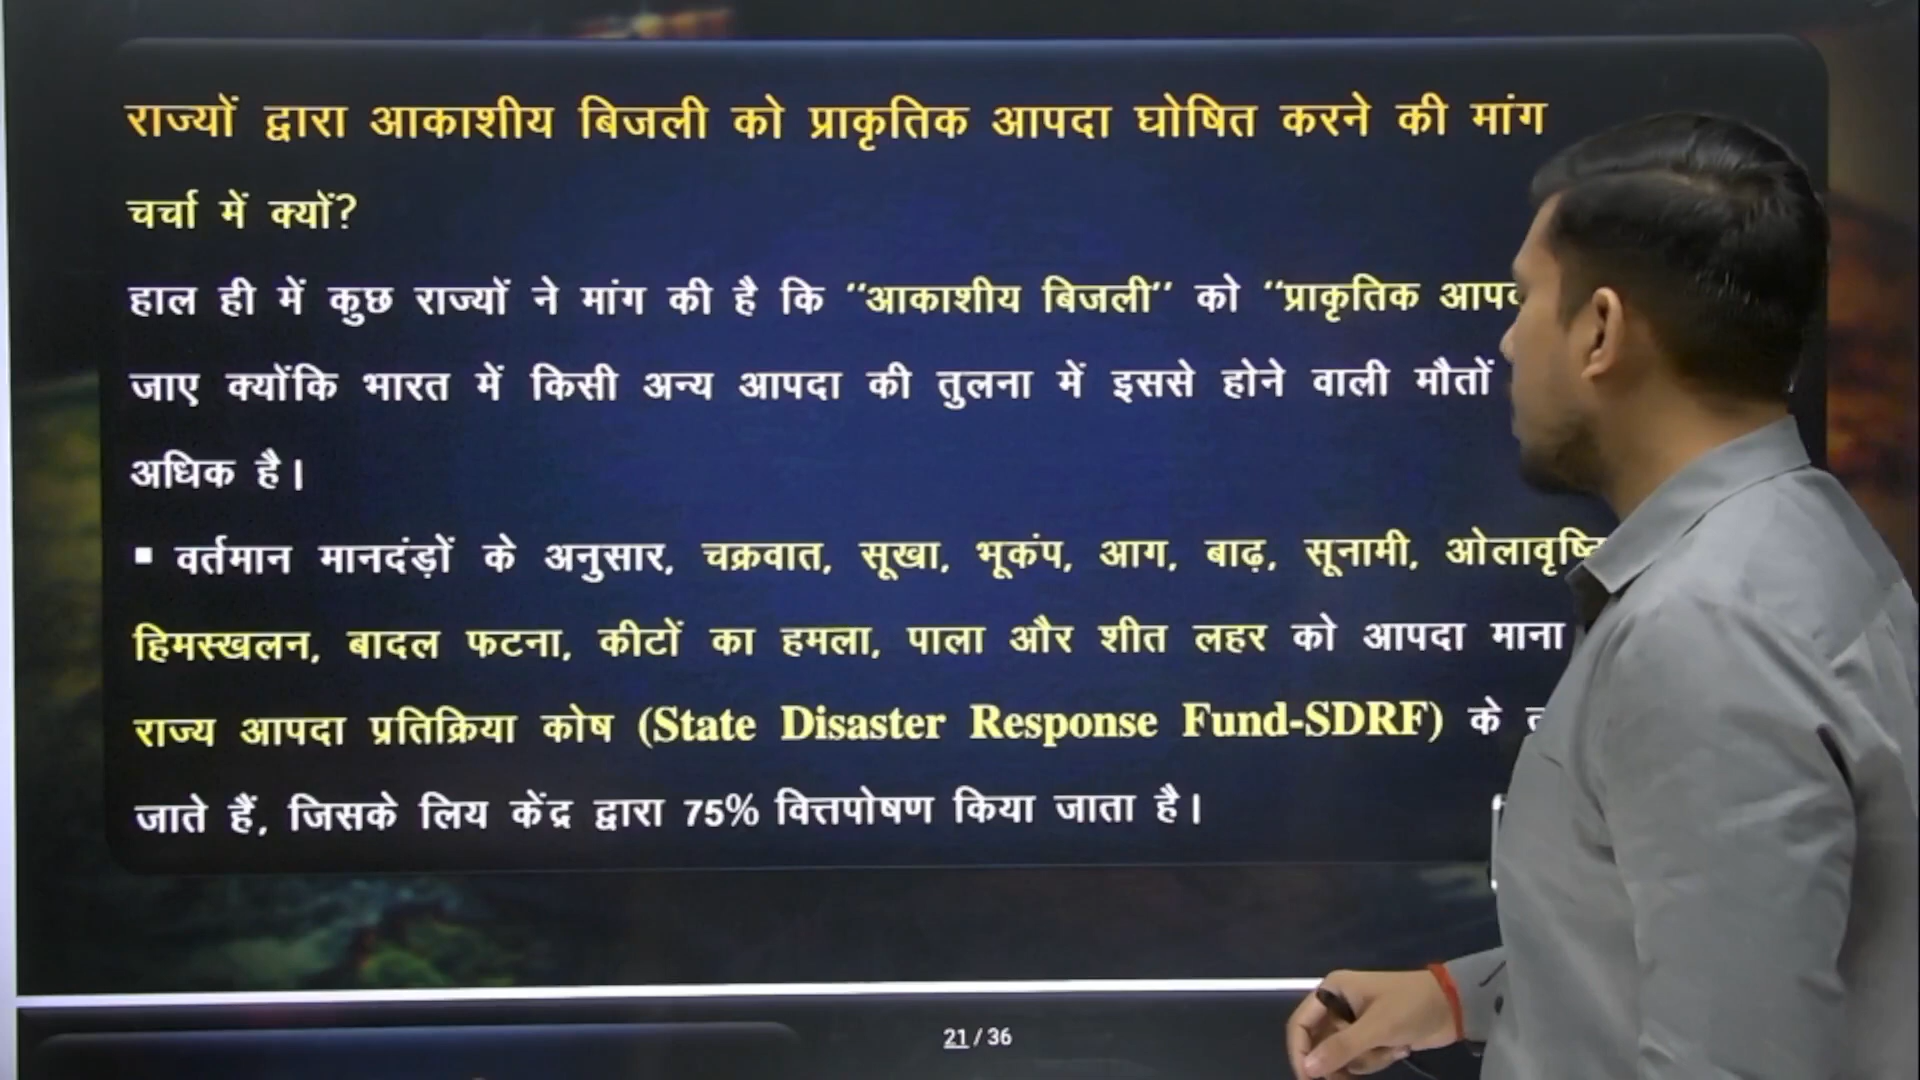 राज्यों द्वारा आकाशीय बिजली को प्राकृतिक आपदा घोषित करने की मांग
चर्चा में क्यों?
हाल ही में कुछ राज्यों ने मांग की है कि "आकाशीय बिजली" को "प्राकृतिक
जाए क्योंकि भारत में किसी अन्य आपदा की तुलना में इससे होने वाली मौतों
अधिक है।
▪ वर्तमान मानदंड़ों के अनुसार, चक्रवात, सूखा, भूकंप, आग, बाढ़, सूनामी, ओलावृष्टि
हिमस्खलन, बादल फटना, कीटों का हमला, पाला और शीत लहर को आपदा माना
राज्य आपदा प्रतिक्रिया कोष (State Disaster Response Fund-SDRF) के
जाते हैं, जिसके लिय केंद्र द्वारा 75% वित्तपोषण किया जाता है।
21 / 36